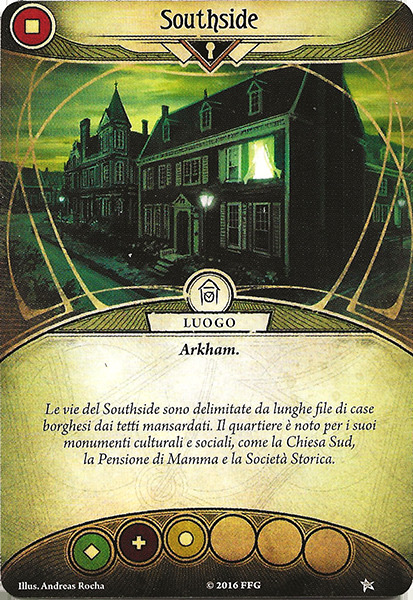 Southside
LUOGO
Arkham.
Le vie del Southside sono delimitate da lunghe file di case
borghesi dai tetti mansardati. Il quartiere è noto per i suoi
monumenti culturali e sociali, come la Chiesa Sud,
la Pensione di Mamma e la Società Storica.
Illus. Andreas Rocha
© 2016 FFG